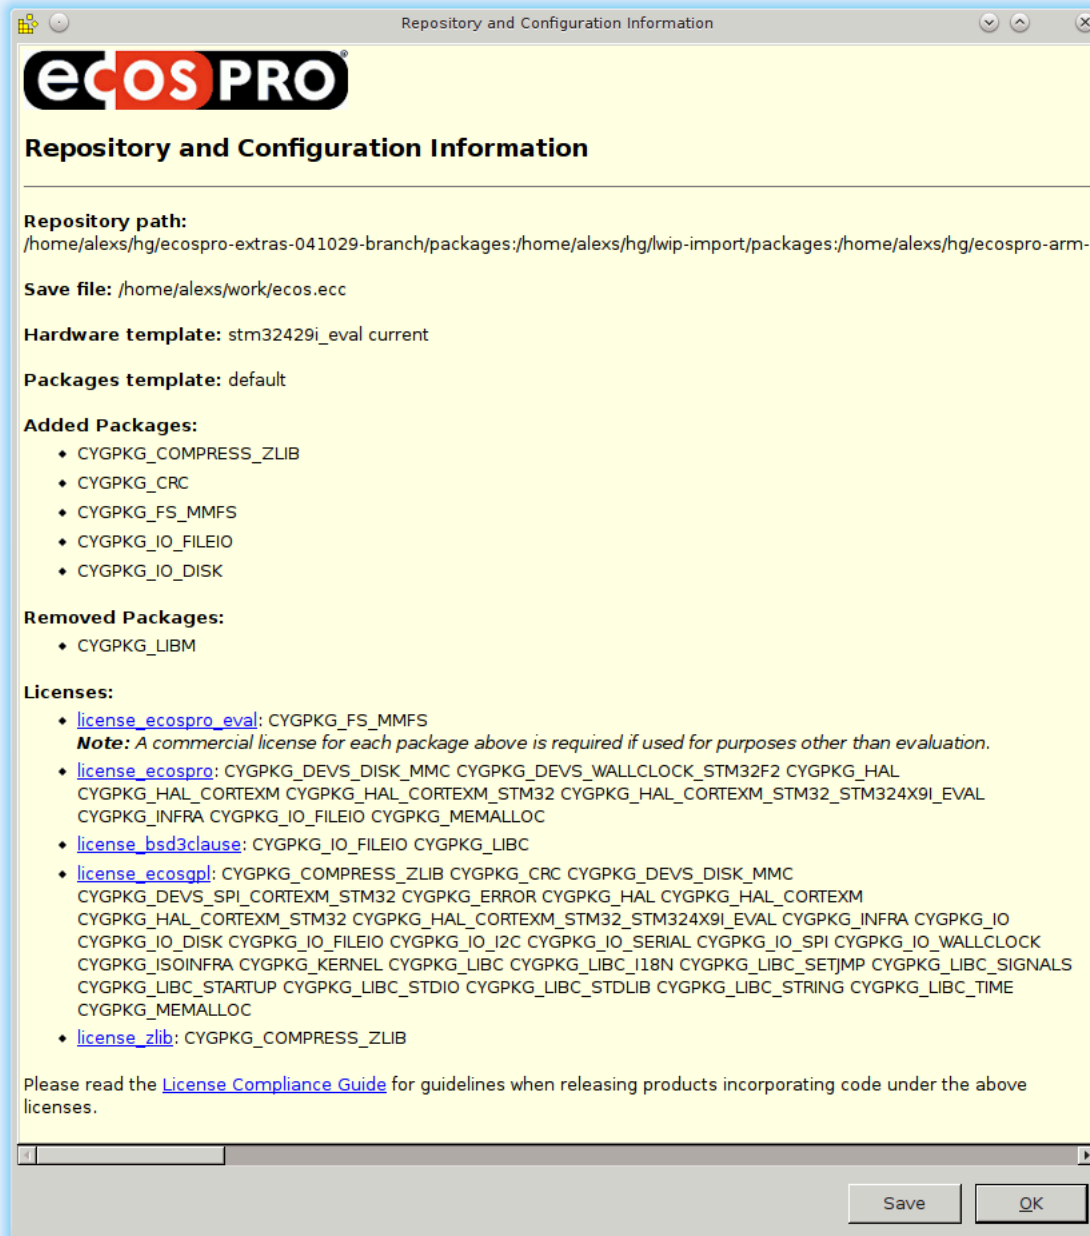 Repository and Configuration Information
ecos PRO®
Repository and Configuration Information
Repository path:
/home/alexs/hg/ecospro-extras-041029-branch/packages:/home/alexs/hg/lwip-import/packages:/home/alexs/hg/ecospro-arm-
Save file: /home/alexs/work/ecos.ecc
Hardware template: stm32429i_eval current
Packages template: default
Added Packages:
◆ CYGPKG_COMPRESS_ZLIB
◆ CYGPKG_CRC
◆ CYGPKG_FS_MMFS
◆ CYGPKG_IO_FILEIO
◆ CYGPKG_IO_DISK
Removed Packages:
◆ CYGPKG_LIBM
Licenses:
◆ license_ecospro_eval: CYGPKG_FS_MMFS
Note: A commercial license for each package above is required if used for purposes other than evaluation.
◆ license_ecospro: CYGPKG_DEVS_DISK_MMC CYGPKG_DEVS_WALLCLOCK_STM32F2 CYGPKG_HAL
CYGPKG_HAL_CORTEXM CYGPKG_HAL_CORTEXM_STM32 CYGPKG_HAL_CORTEXM_STM32_STM324X9I_EVAL
CYGPKG_INFRA CYGPKG_IO_FILEIO CYGPKG_MEMALLOC
◆ license_bsd3clause: CYGPKG_IO_FILEIO CYGPKG_LIBC
◆ license_ecosgpl: CYGPKG_COMPRESS_ZLIB CYGPKG_CRC CYGPKG_DEVS_DISK_MMC
CYGPKG_DEVS_SPI_CORTEXM_STM32 CYGPKG_ERROR CYGPKG_HAL CYGPKG_HAL_CORTEXM
CYGPKG_HAL_CORTEXM_STM32 CYGPKG_HAL_CORTEXM_STM32_STM324X9I_EVAL CYGPKG_INFRA CYGPKG_IO
CYGPKG_IO_DISK CYGPKG_IO_FILEIO CYGPKG_IO_I2C CYGPKG_IO_SERIAL CYGPKG_IO_SPI CYGPKG_IO_WALLCLOCK
CYGPKG_ISOINFRA CYGPKG_KERNEL CYGPKG_LIBC CYGPKG_LIBC_I18N CYGPKG_LIBC_SETJMP CYGPKG_LIBC_SIGNALS
CYGPKG_LIBC_STARTUP CYGPKG_LIBC_STDIO CYGPKG_LIBC_STDLIB CYGPKG_LIBC_STRING CYGPKG_LIBC_TIME
CYGPKG_MEMALLOC
◆ license_zlib: CYGPKG_COMPRESS_ZLIB
Please read the License Compliance Guide for guidelines when releasing products incorporating code under the above
licenses.
Save
OK